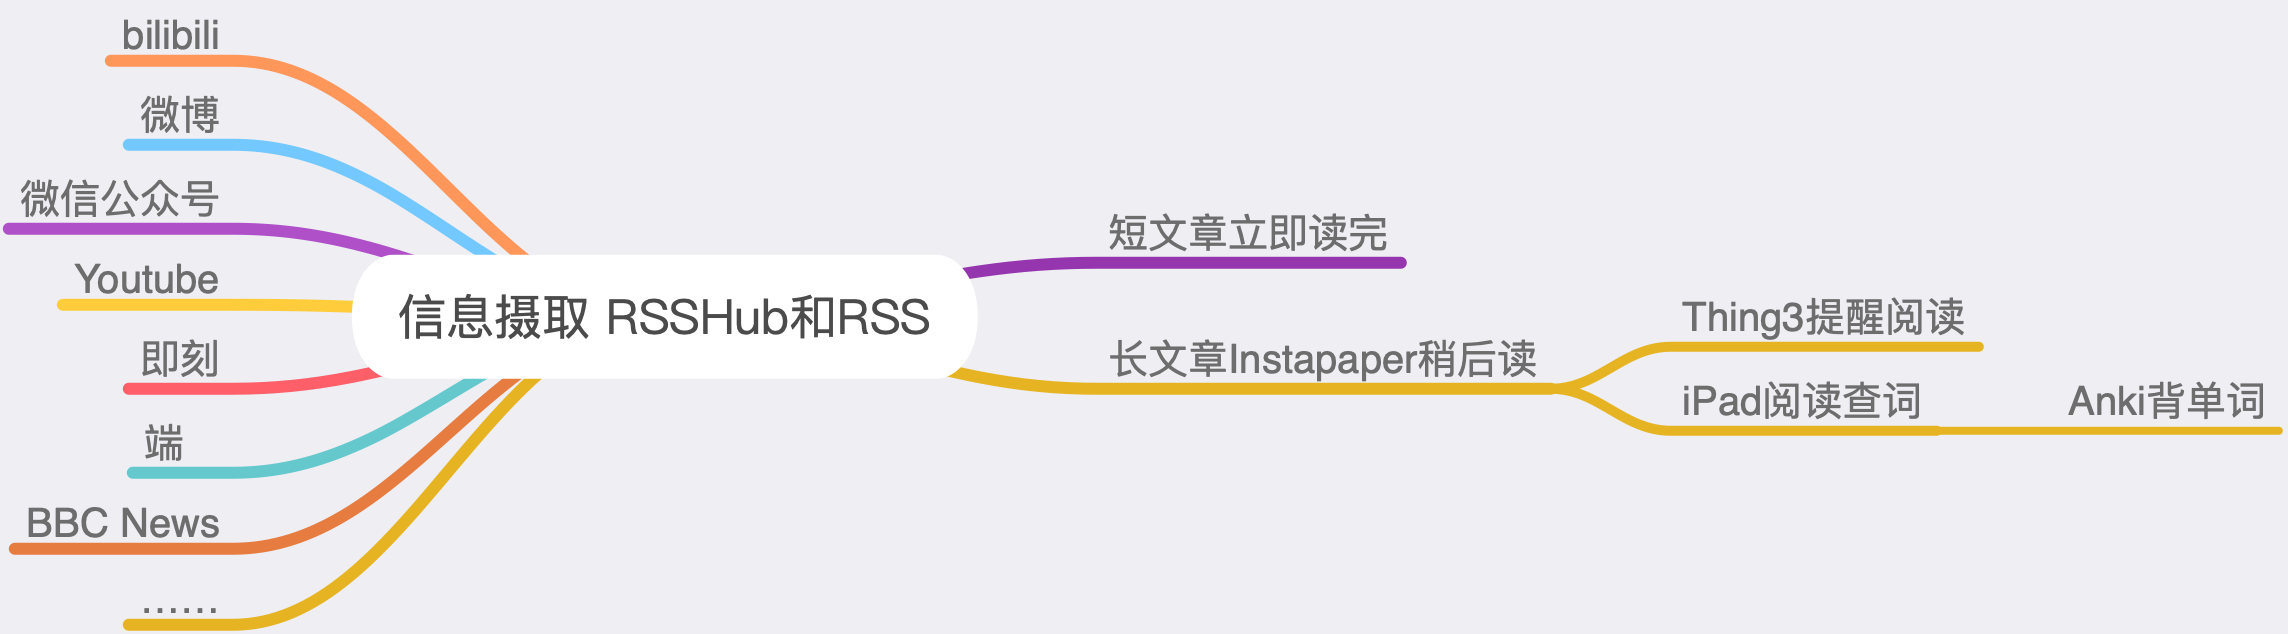 bilibili
微博
微信公众号
Youtube
即刻
端
BBC News
……
信息摄取 RSSHub和RSS
短文章立即读完
长文章Instapaper稍后读
Thing3提醒阅读
iPad阅读查词
Anki背单词